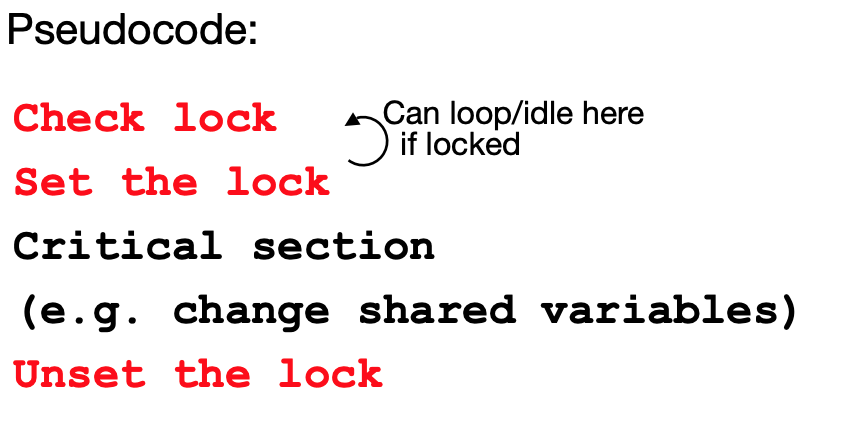 Pseudocode:
Check lock
Can loop/idle here
if locked
Set the lock
Critical section
(e.g. change shared variables)
Unset the lock